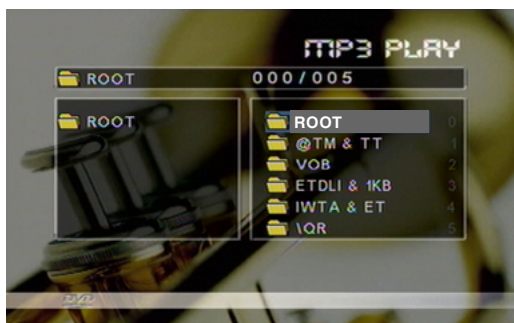 MP3 PLAY
ROOT 000/005
ROOT
ROOT 0
@TM & TT 1
VOB 2
ETDLI & 1KB 3
IWTA & ET 4
\QR 5
DVD